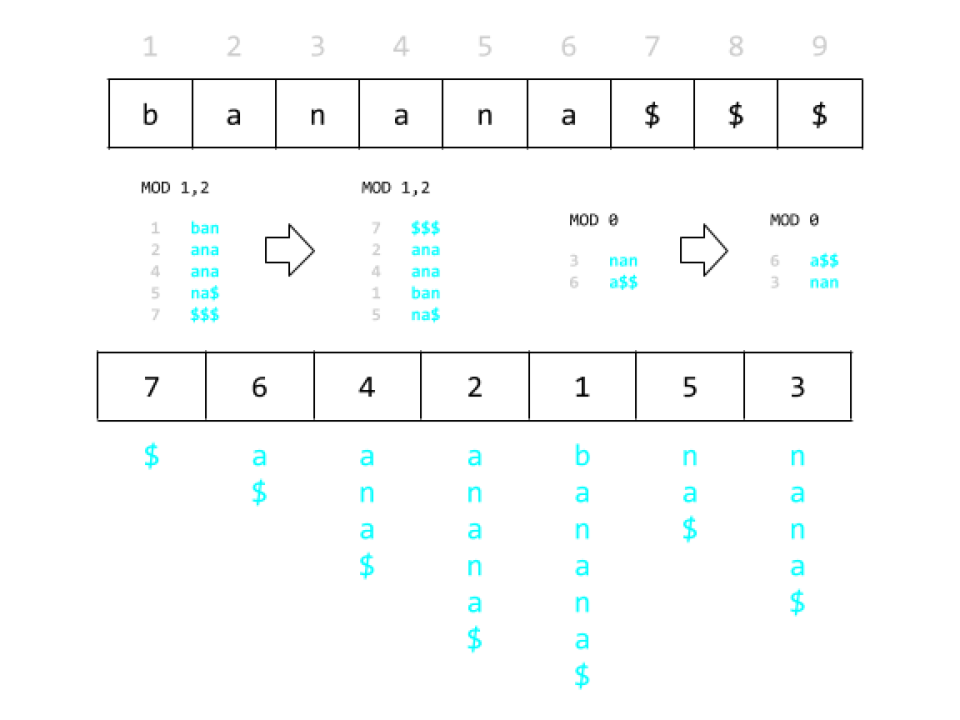 1 2 3 4 5 6 7 8 9
b a n a n a $ $ $
MOD 1,2
1 ban
2 ana
4 ana
5 na$
7 $$$
MOD 1,2
7 $$$
2 ana
4 ana
1 ban
5 na$
MOD 0
3 nan
6 a$$
MOD 0
6 a$$
3 nan
7 6 4 2 1 5 3
$ a a a b n n
$ n n a a a
a a n $ n
$ n a a
a n $
$ a
$